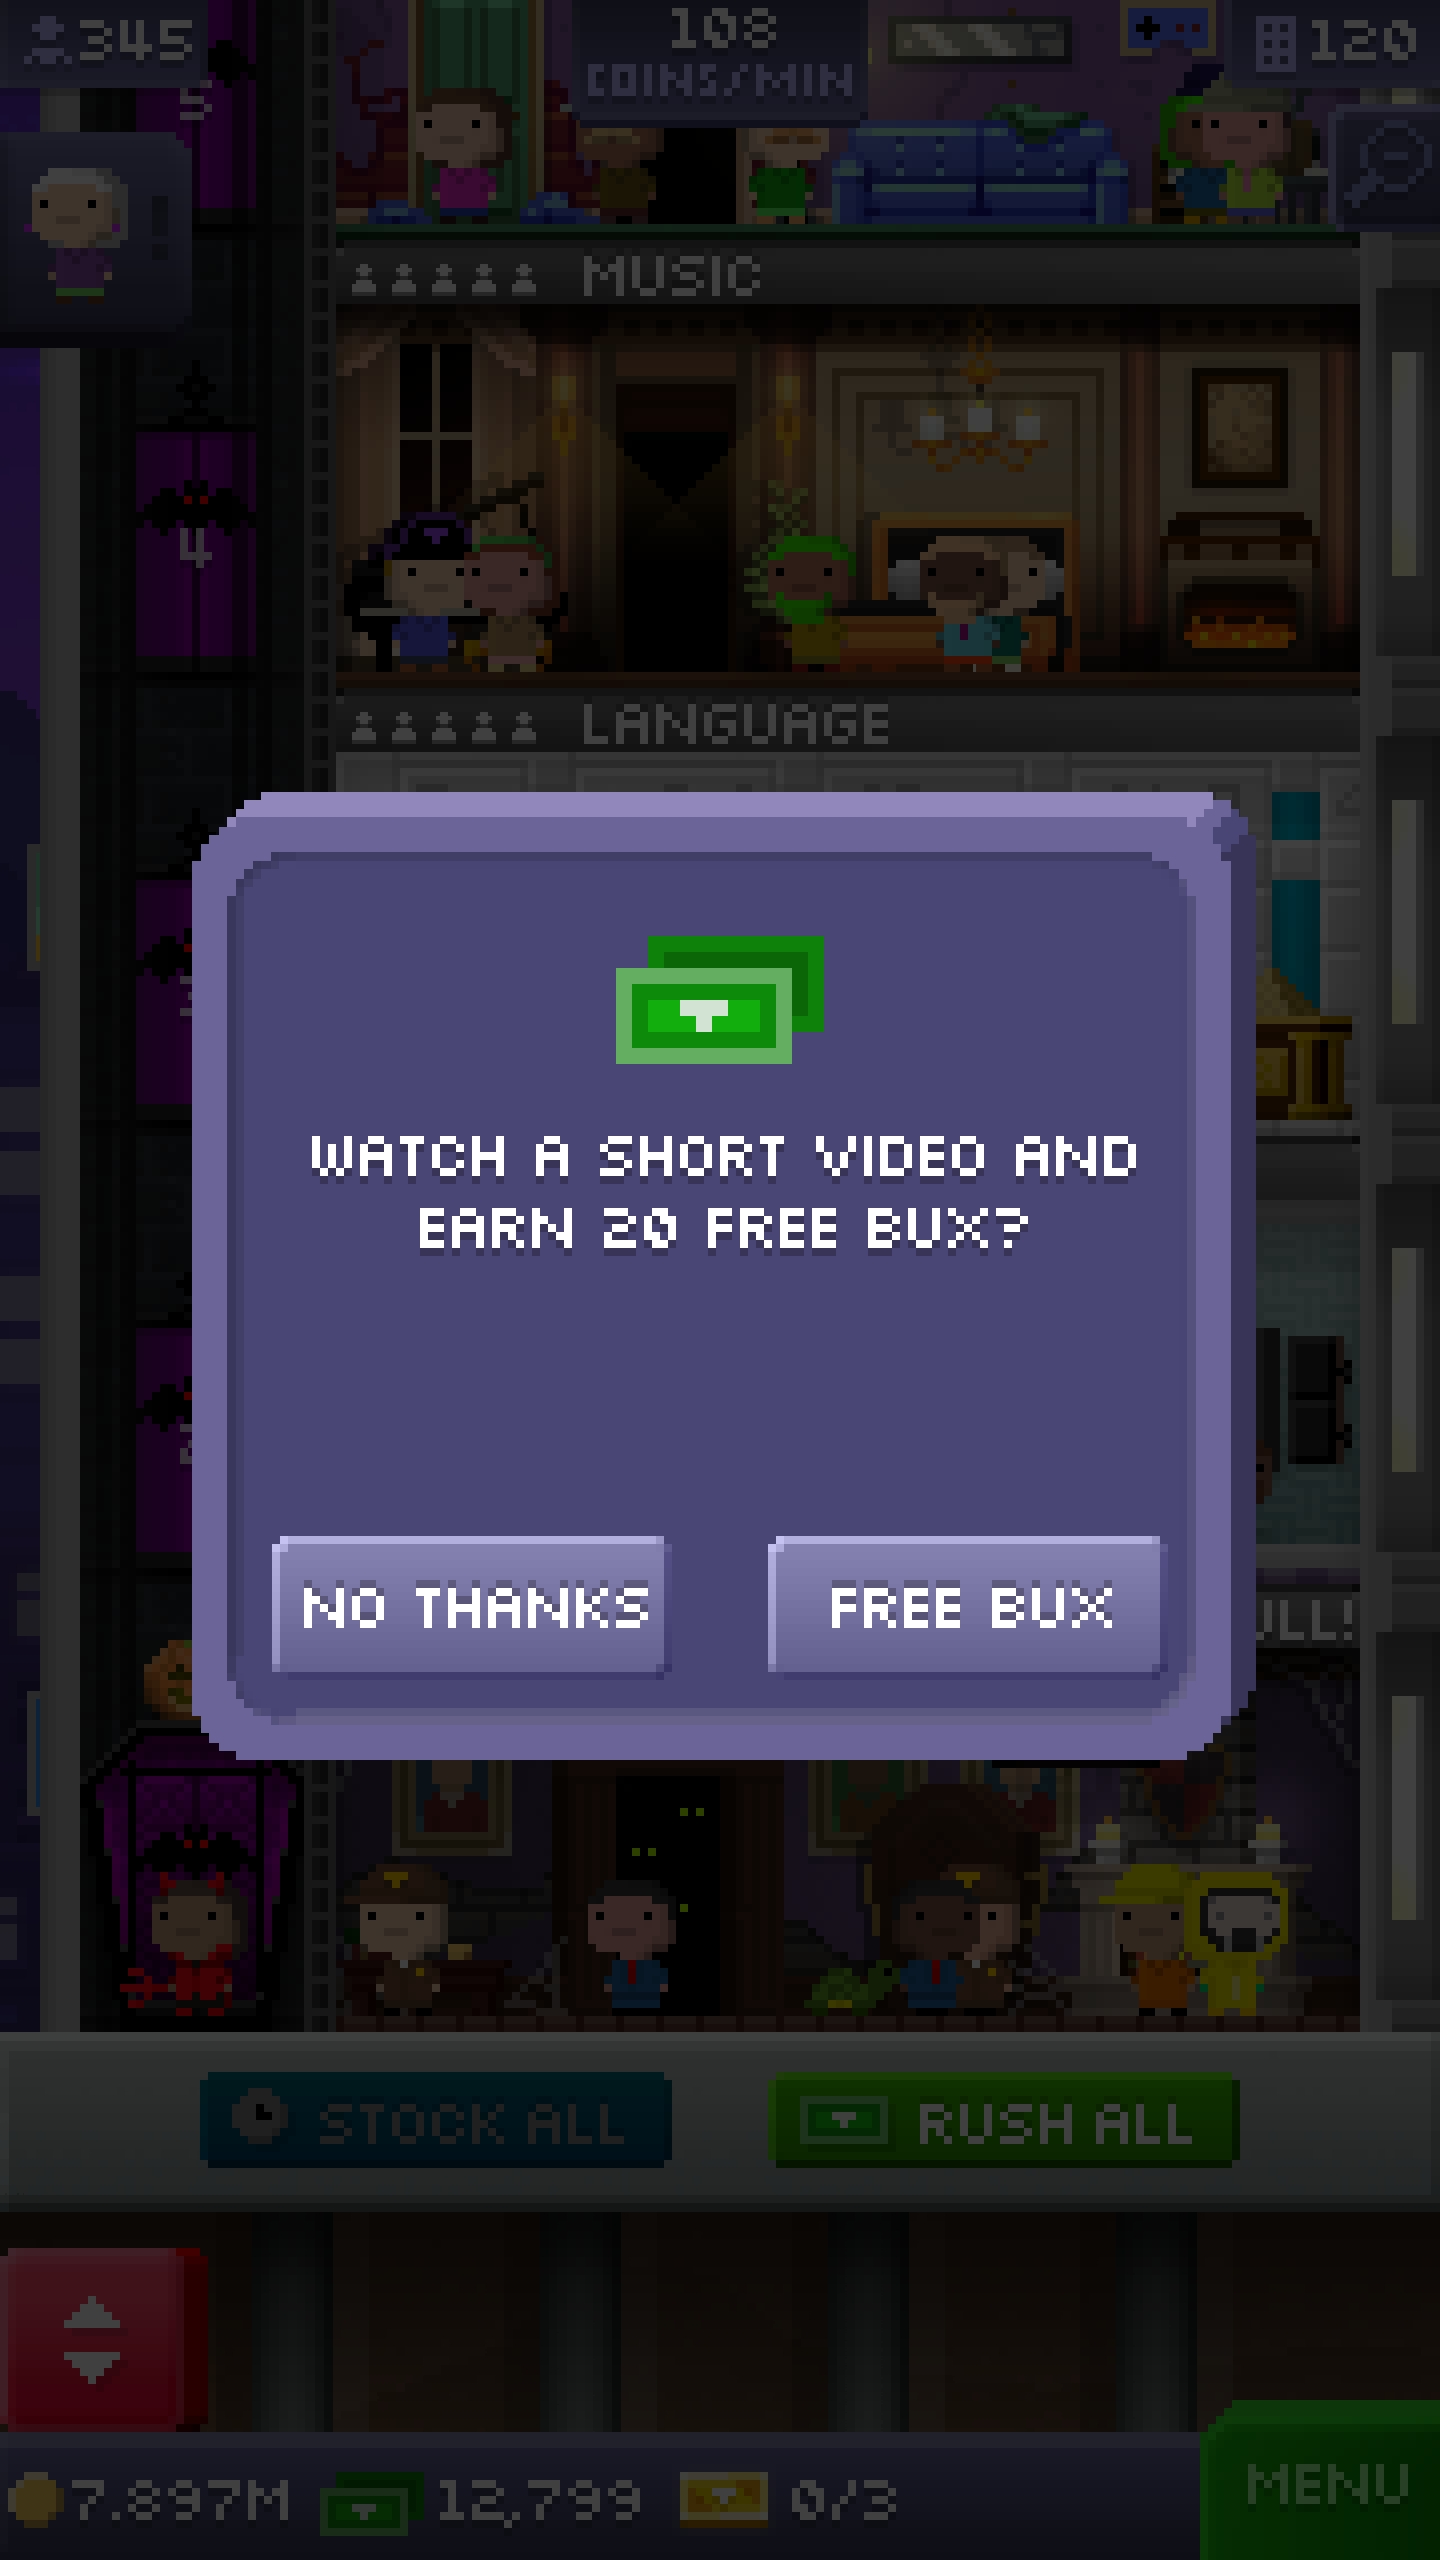 345
108
COINS/MIN
120
5
MUSIC
4
LANGUAGE
WATCH A SHORT VIDEO AND
EARN 20 FREE BUX?
NO THANKS
FREE BUX
STOCK ALL
RUSH ALL
7.897M
12,799
0/3
MENU